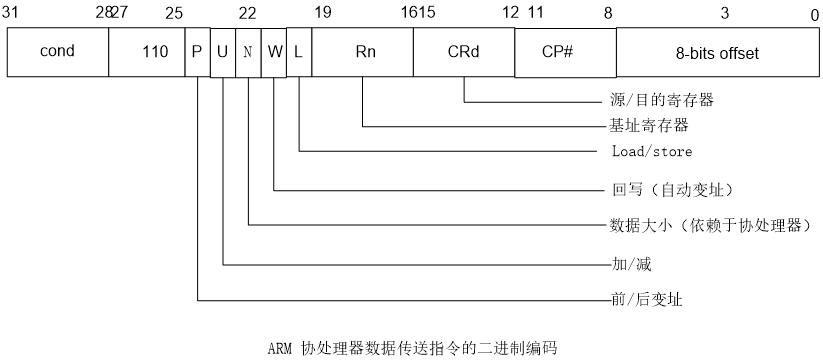 31 28 27 25 22 19 16 15 12 11 8 3 0
cond 110 P U N W L Rn CRd CP# 8-bits offset
源/目的寄存器
基址寄存器
Load/store
回写（自动变址）
数据大小（依赖于协处理器）
加/减
前/后变址
ARM 协处理器数据传送指令的二进制编码